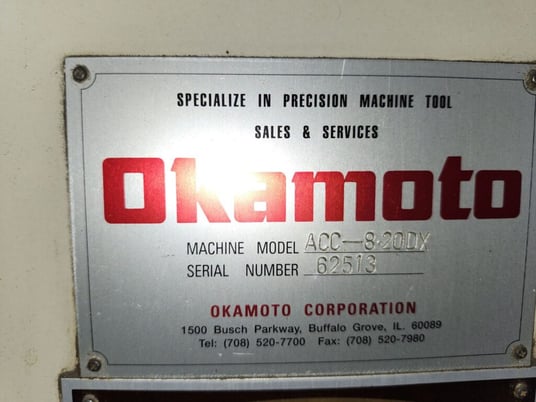 SPECIALIZE IN PRECISION MACHINE TOOL
SALES & SERVICES
Okamoto
MACHINE MODEL ACC-8·20DX
SERIAL NUMBER 62513
OKAMOTO CORPORATION
1500 Busch Parkway, Buffalo Grove, IL. 60089
Tel: (708) 520-7700 Fax: (708) 520-7980